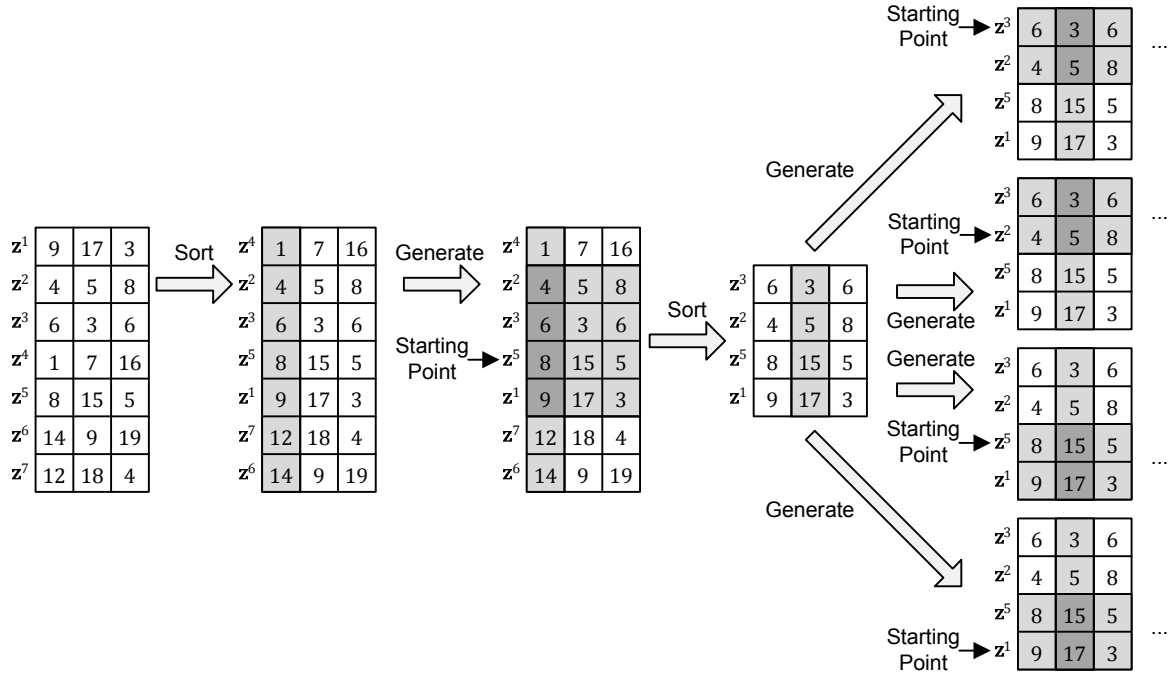 z1 9 17 3
z2 4 5 8
z3 6 3 6
z4 1 7 16
z5 8 15 5
z6 14 9 19
z7 12 18 4
Sort
z4 1 7 16
z2 4 5 8
z3 6 3 6
z5 8 15 5
z1 9 17 3
z7 12 18 4
z6 14 9 19
Generate
Starting
Point
z4 1 7 16
z2 4 5 8
z3 6 3 6
z5 8 15 5
z1 9 17 3
z7 12 18 4
z6 14 9 19
Sort
z3 6 3 6
z2 4 5 8
z5 8 15 5
z1 9 17 3
Generate
Starting
Point
z3 6 3 6
z2 4 5 8
z5 8 15 5
z1 9 17 3
...
Generate
Starting
Point
z3 6 3 6
z2 4 5 8
z5 8 15 5
z1 9 17 3
...
Generate
Starting
Point
z3 6 3 6
z2 4 5 8
z5 8 15 5
z1 9 17 3
...
Generate
Starting
Point
z3 6 3 6
z2 4 5 8
z5 8 15 5
z1 9 17 3
...